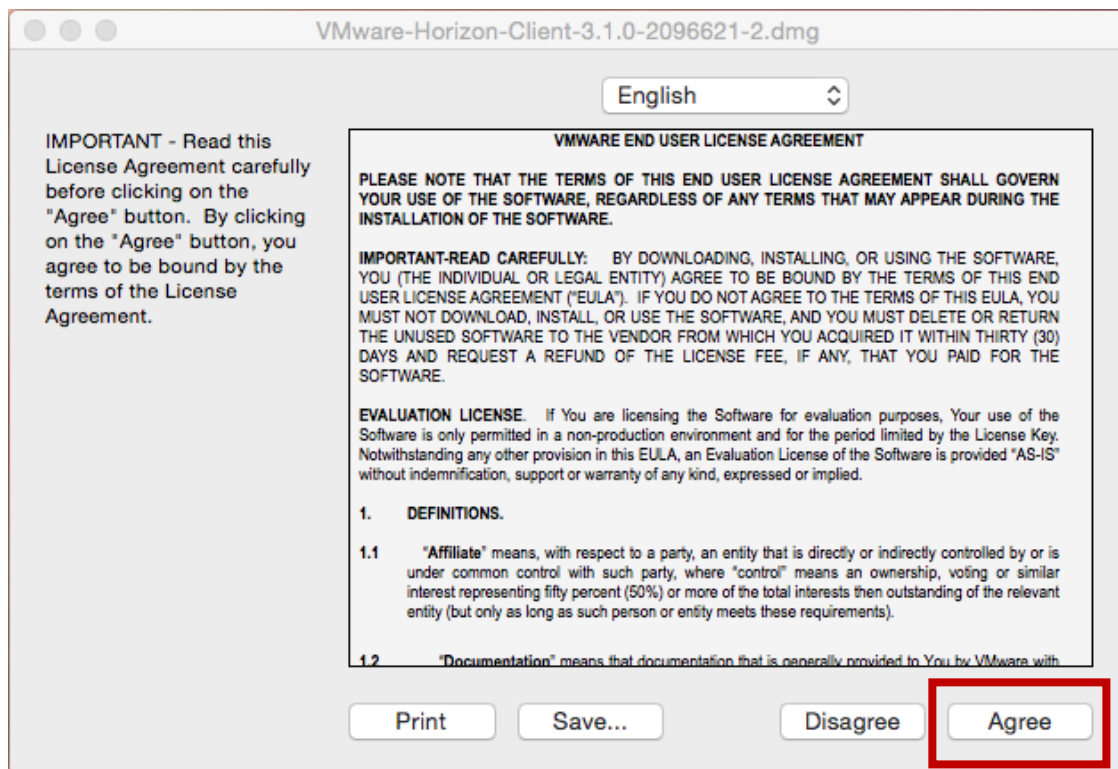 VMware-Horizon-Client-3.1.0-2096621-2.dmg
English
IMPORTANT - Read this
License Agreement carefully
before clicking on the
"Agree" button.  By clicking
on the "Agree" button, you
agree to be bound by the
terms of the License
Agreement.
VMWARE END USER LICENSE AGREEMENT
PLEASE NOTE THAT THE TERMS OF THIS END USER LICENSE AGREEMENT SHALL GOVERN
YOUR USE OF THE SOFTWARE, REGARDLESS OF ANY TERMS THAT MAY APPEAR DURING THE
INSTALLATION OF THE SOFTWARE.
IMPORTANT-READ CAREFULLY: BY DOWNLOADING, INSTALLING, OR USING THE SOFTWARE,
YOU (THE INDIVIDUAL OR LEGAL ENTITY) AGREE TO BE BOUND BY THE TERMS OF THIS END
USER LICENSE AGREEMENT (“EULA”). IF YOU DO NOT AGREE TO THE TERMS OF THIS EULA, YOU
MUST NOT DOWNLOAD, INSTALL, OR USE THE SOFTWARE, AND YOU MUST DELETE OR RETURN
THE UNUSED SOFTWARE TO THE VENDOR FROM WHICH YOU ACQUIRED IT WITHIN THIRTY (30)
DAYS AND REQUEST A REFUND OF THE LICENSE FEE, IF ANY, THAT YOU PAID FOR THE
SOFTWARE.
EVALUATION LICENSE. If You are licensing the Software for evaluation purposes, Your use of the
Software is only permitted in a non-production environment and for the period limited by the License Key.
Notwithstanding any other provision in this EULA, an Evaluation License of the Software is provided “AS-IS”
without indemnification, support or warranty of any kind, expressed or implied.
1. DEFINITIONS.
1.1 “Affiliate” means, with respect to a party, an entity that is directly or indirectly controlled by or is
under common control with such party, where “control” means an ownership, voting or similar
interest representing fifty percent (50%) or more of the total interests then outstanding of the relevant
entity (but only as long as such person or entity meets these requirements).
1.2 “Documentation” means that documentation that is generally provided to You by VMware with
Print Save... Disagree Agree